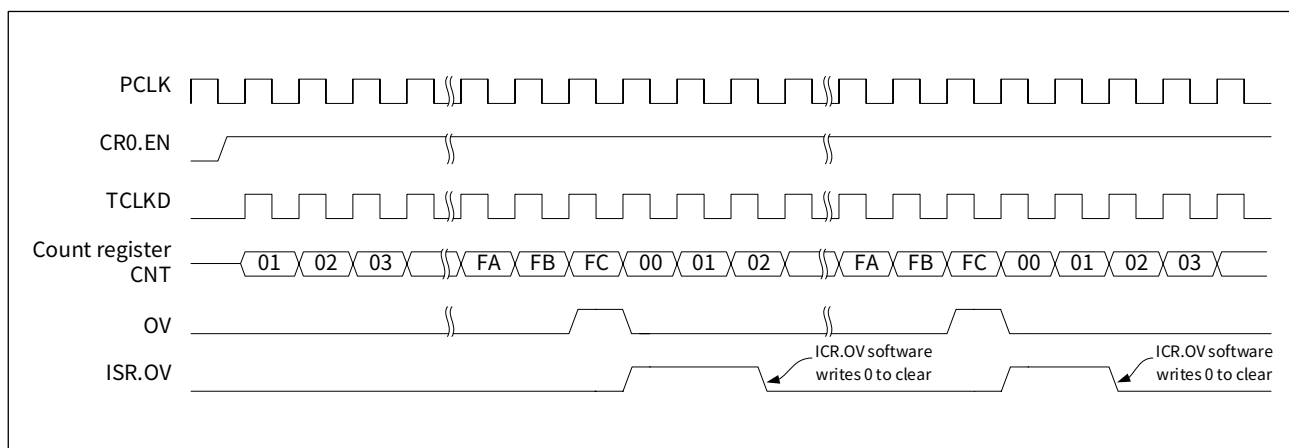 PCLK
CR0.EN
TCLKD
Count register
CNT
01 02 03 FA FB FC 00 01 02 FA FB FC 00 01 02 03
OV
ISR.OV
ICR.OV software
writes 0 to clear
ICR.OV software
writes 0 to clear